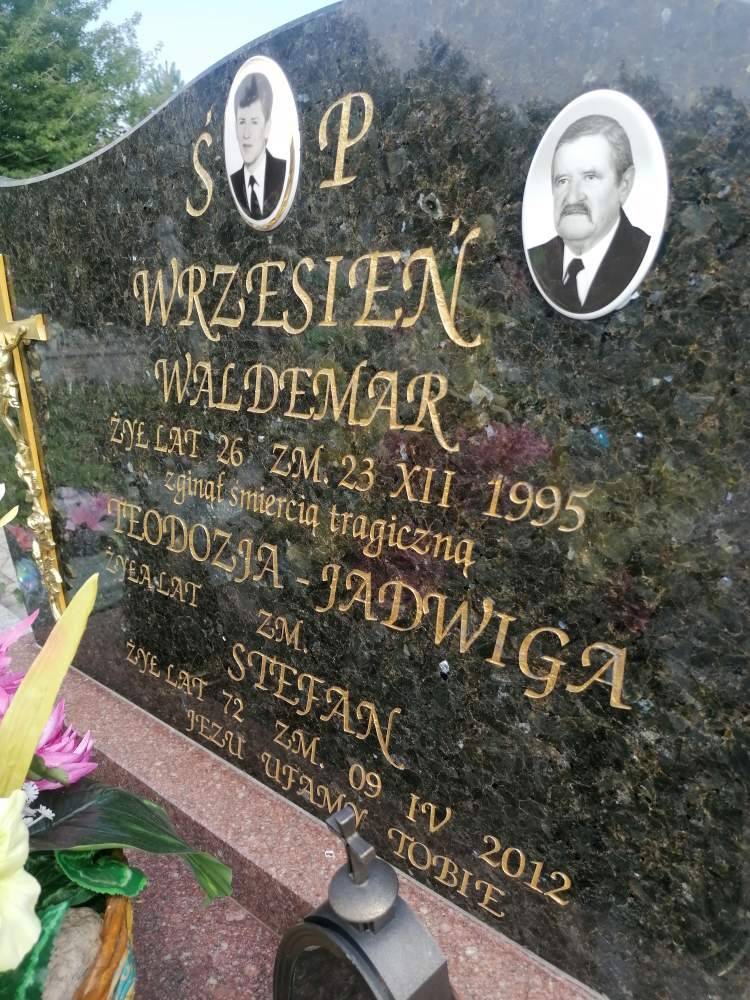 Ś P
WRZESIEŃ
WALDEMAR
ŻYŁ LAT 26 ZM. 23 XII 1995
zginął śmiercią tragiczną
TEODOZJA - JADWIGA
ŻYŁA LAT ZM.
STEFAN
ŻYŁ LAT 72 ZM. 09 IV 2012
JEZU UFAMY TOBIE